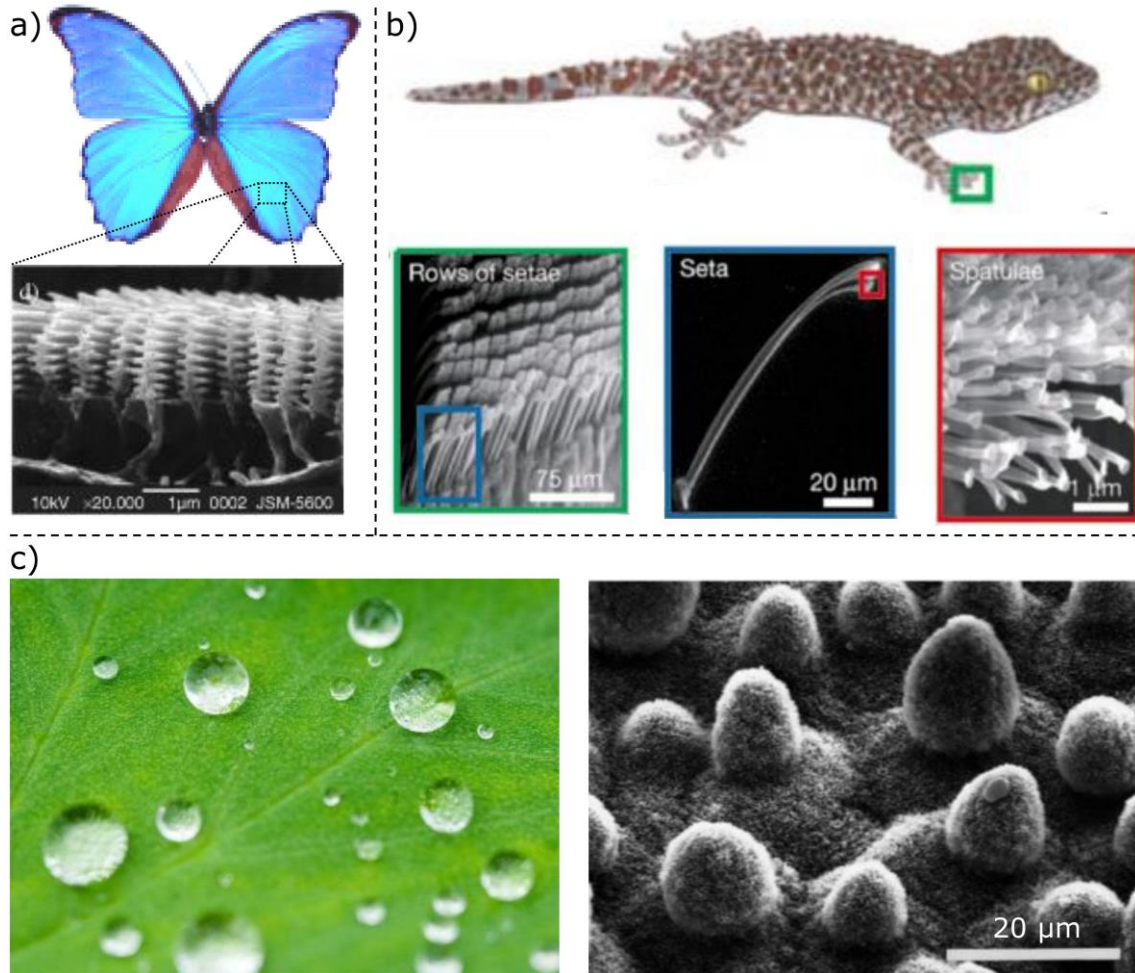 a)
b)
d)
10kV ×20.000 1µm 0002 JSM-5600
Rows of setae
75 µm
Seta
20 µm
Spatulae
1 µm
c)
20 µm